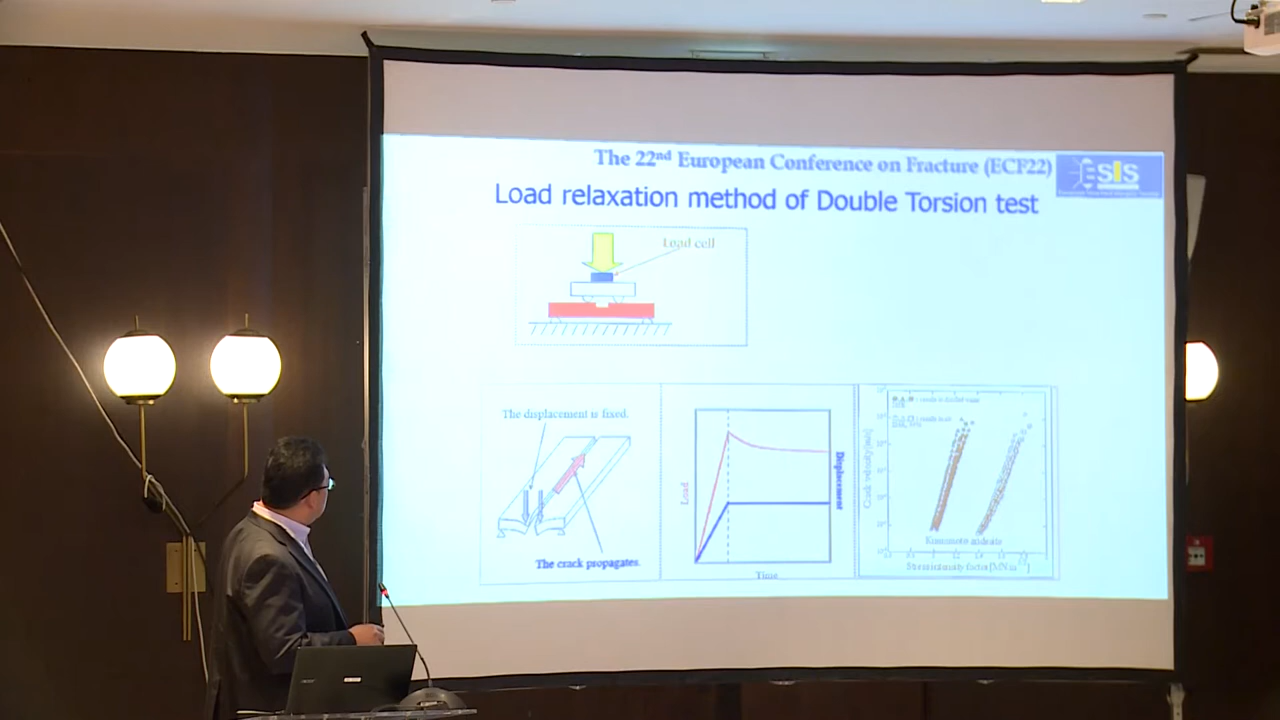 The 22nd European Conference on Fracture (ECF22)
ESIS
Load relaxation method of Double Torsion test
Load cell
The displacement is fixed.
The crack propagates.
Load
Displacement
Time
Crack velocity [m/s]
Kumamoto andesite
Stress intensity factor